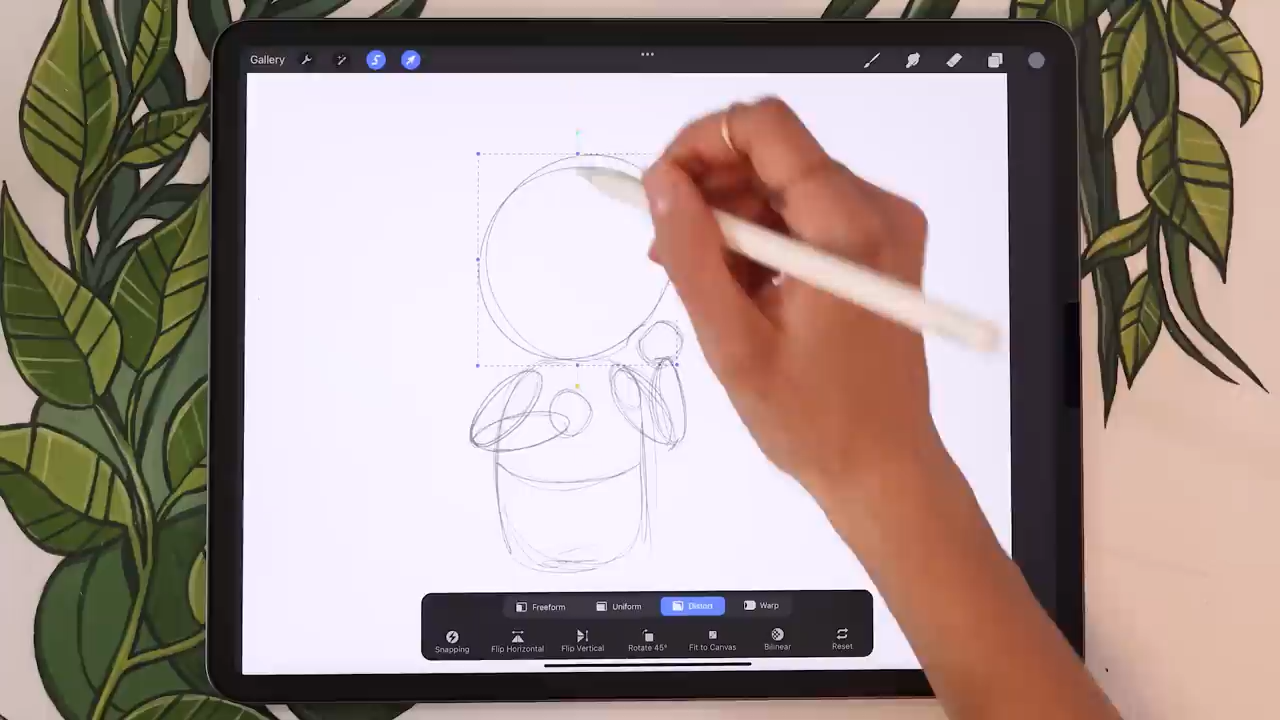 Gallery
Freeform Uniform Distort Warp
Snapping Flip Horizontal Flip Vertical Rotate 45° Fit to Canvas Bilinear Reset